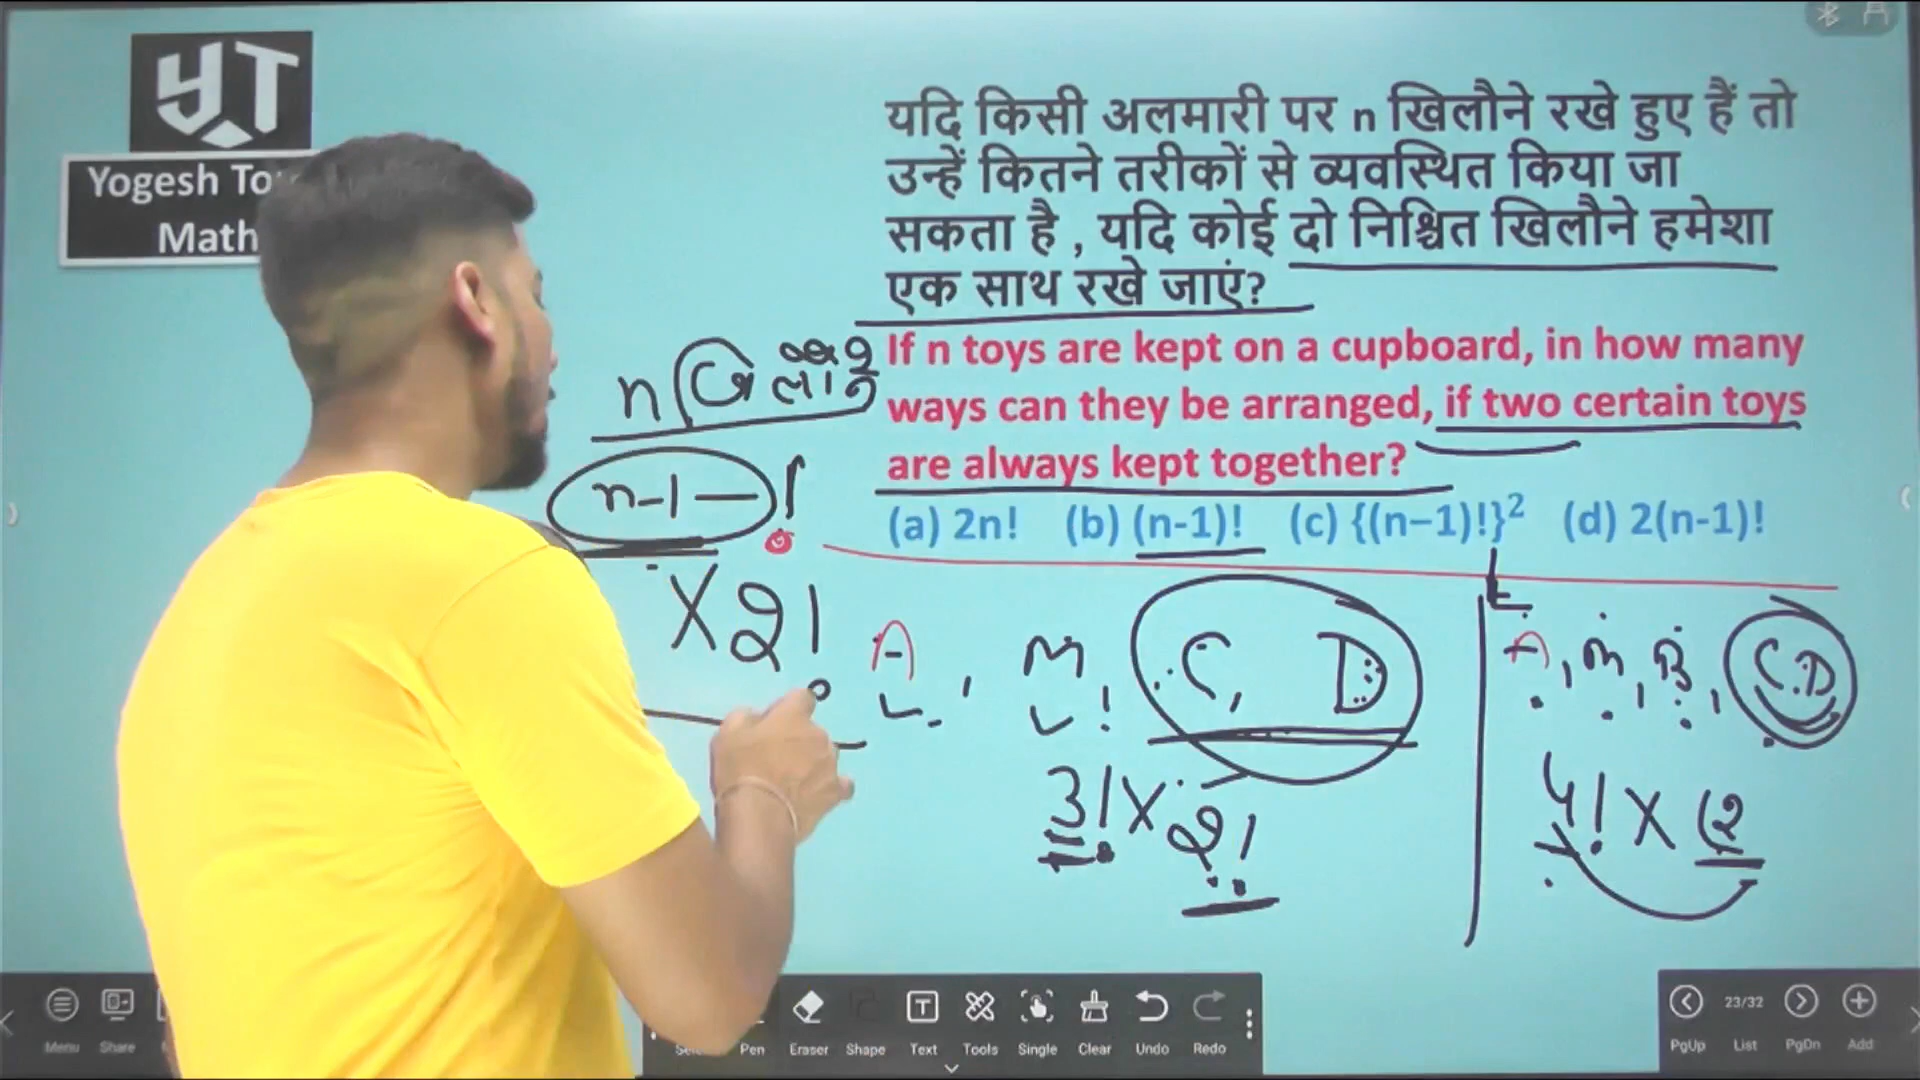 YT
Yogesh To
Math
यदि किसी अलमारी पर n खिलौने रखे हुए हैं तो
उन्हें कितने तरीकों से व्यवस्थित किया जा
सकता है , यदि कोई दो निश्चित खिलौने हमेशा
एक साथ रखे जाएं?
If n toys are kept on a cupboard, in how many
ways can they be arranged, if two certain toys
are always kept together?
(a) 2n! (b) (n-1)! (c) {(n−1)!}² (d) 2(n-1)!
n
n-1 !
X 2!
A, M, C, D
3! X 2!
A, M, B, C.D
4! X
Menu Share
Pen Eraser Shape Text Tools Single Clear Undo Redo
23/32
PgUp List PgDn Add